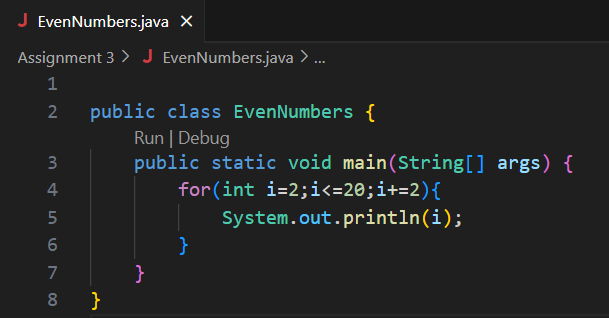 J EvenNumbers.java ×
Assignment 3 > J EvenNumbers.java > ...
1
2 public class EvenNumbers {
Run | Debug
3 public static void main(String[] args) {
4 for(int i=2;i<=20;i+=2){
5 System.out.println(i);
6 }
7 }
8 }